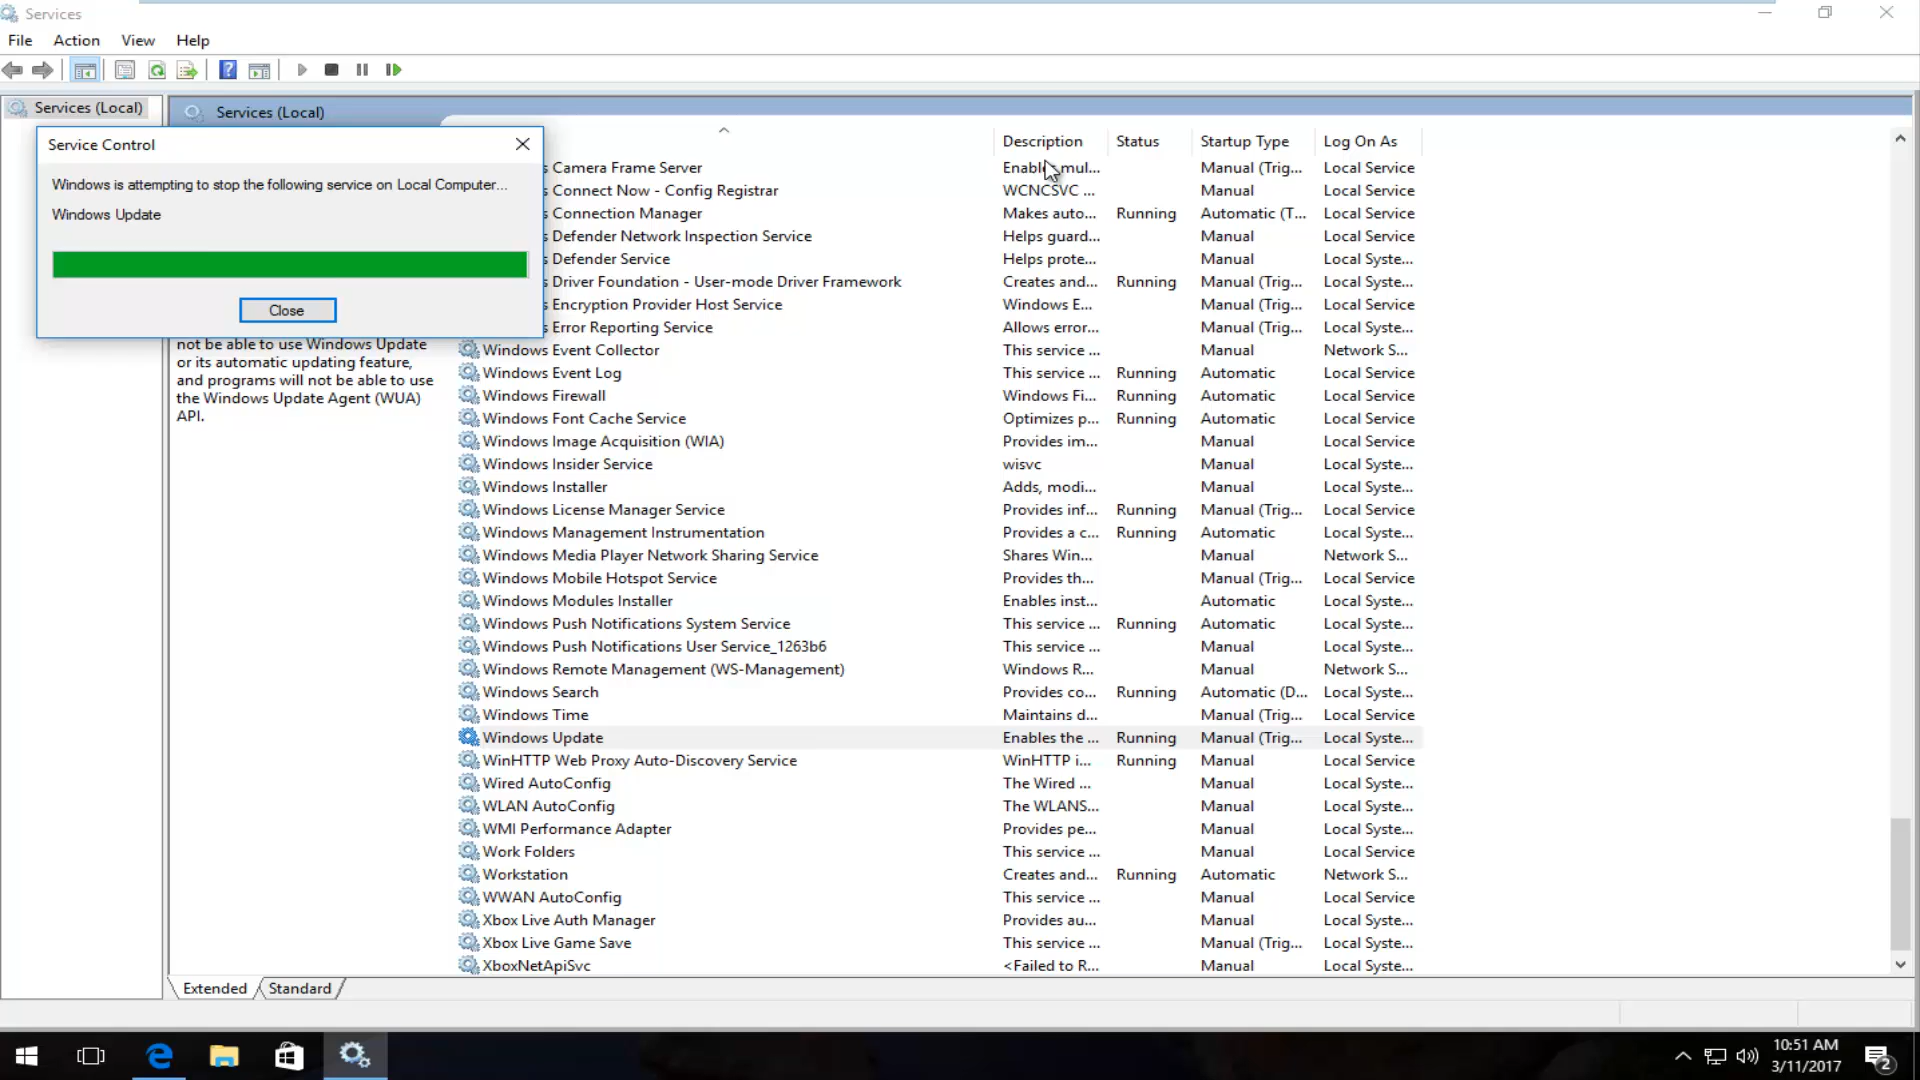 Services
File Action View Help
Services (Local)
Services (Local)
Service Control
Windows is attempting to stop the following service on Local Computer...
Windows Update
Close
not be able to use Windows Update
or its automatic updating feature,
and programs will not be able to use
the Windows Update Agent (WUA)
API.
Description Status Startup Type Log On As
s Camera Frame Server Enables mul... Manual (Trig... Local Service
s Connect Now - Config Registrar WCNCSVC ... Manual Local Service
s Connection Manager Makes auto... Running Automatic (T... Local Service
s Defender Network Inspection Service Helps guard... Manual Local Service
s Defender Service Helps prote... Manual Local Service
s Driver Foundation - User-mode Driver Framework Creates and... Running Manual (Trig... Local Syste...
s Encryption Provider Host Service Windows E... Manual (Trig... Local Service
s Error Reporting Service Allows error... Manual (Trig... Local Syste...
Windows Event Collector This service ... Manual Network S...
Windows Event Log This service ... Running Automatic Local Service
Windows Firewall Windows Fi... Running Automatic Local Service
Windows Font Cache Service Optimizes p... Running Automatic Local Service
Windows Image Acquisition (WIA) Provides im... Manual Local Service
Windows Insider Service wisvc Manual Local Syste...
Windows Installer Adds, modi... Manual Local Syste...
Windows License Manager Service Provides inf... Running Manual (Trig... Local Service
Windows Management Instrumentation Provides a c... Running Automatic Local Syste...
Windows Media Player Network Sharing Service Shares Win... Manual Network S...
Windows Mobile Hotspot Service Provides th... Manual (Trig... Local Service
Windows Modules Installer Enables inst... Automatic Local Syste...
Windows Push Notifications System Service This service ... Running Automatic Local Syste...
Windows Push Notifications User Service_1263b6 This service ... Manual Local Syste...
Windows Remote Management (WS-Management) Windows R... Manual Network S...
Windows Search Provides co... Running Automatic (D... Local Syste...
Windows Time Maintains d... Manual (Trig... Local Service
Windows Update Enables the ... Running Manual (Trig... Local Syste...
WinHTTP Web Proxy Auto-Discovery Service WinHTTP i... Running Manual Local Service
Wired AutoConfig The Wired ... Manual Local Syste...
WLAN AutoConfig The WLANS... Manual Local Syste...
WMI Performance Adapter Provides pe... Manual Local Syste...
Work Folders This service ... Manual Local Service
Workstation Creates and... Running Automatic Network S...
WWAN AutoConfig This service ... Manual Local Service
Xbox Live Auth Manager Provides au... Manual Local Syste...
Xbox Live Game Save This service ... Manual (Trig... Local Syste...
XboxNetApiSvc <Failed to R... Manual Local Syste...
Extended Standard
10:51 AM
3/11/2017
2